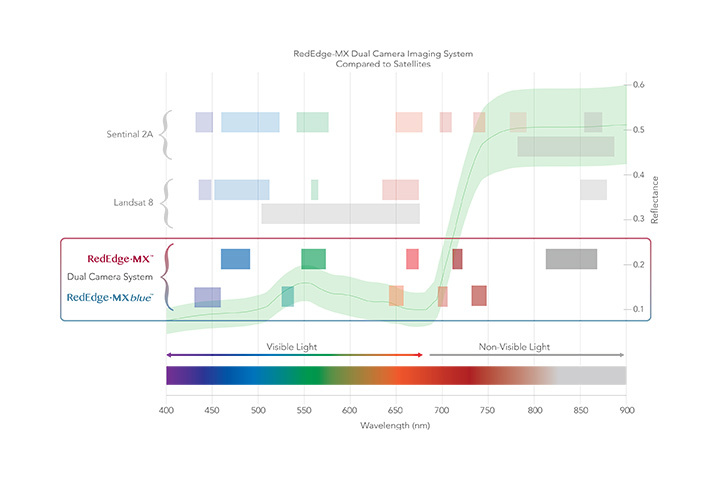 RedEdge-MX Dual Camera Imaging System
Compared to Satellites
0.6
Sentinal 2A
0.5
0.4
Landsat 8
0.3
Reflectance
RedEdge-MX™
0.2
Dual Camera System
RedEdge-MXblue™
0.1
Visible Light
Non-Visible Light
400 450 500 550 600 650 700 750 800 850 900
Wavelength (nm)